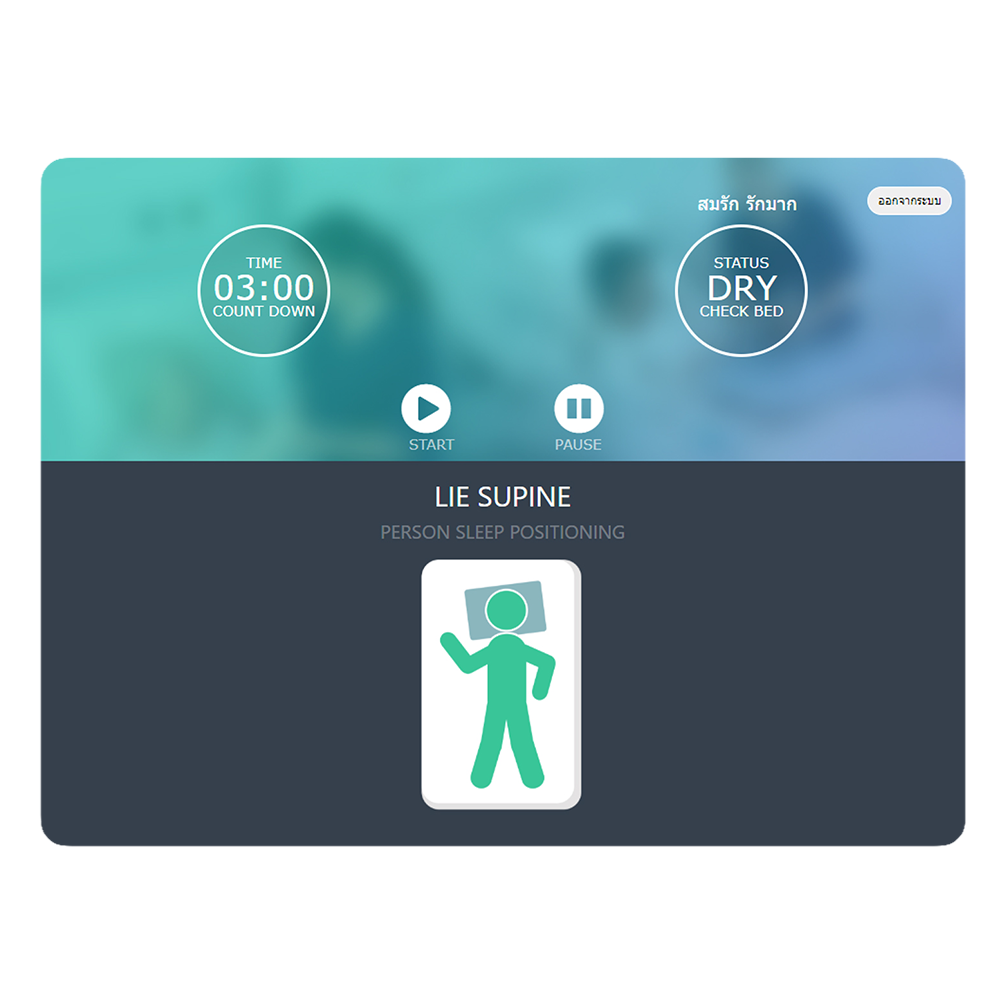 สมรัก รักมาก
ออกจากระบบ
TIME
03:00
COUNT DOWN
STATUS
DRY
CHECK BED
START
PAUSE
LIE SUPINE
PERSON SLEEP POSITIONING